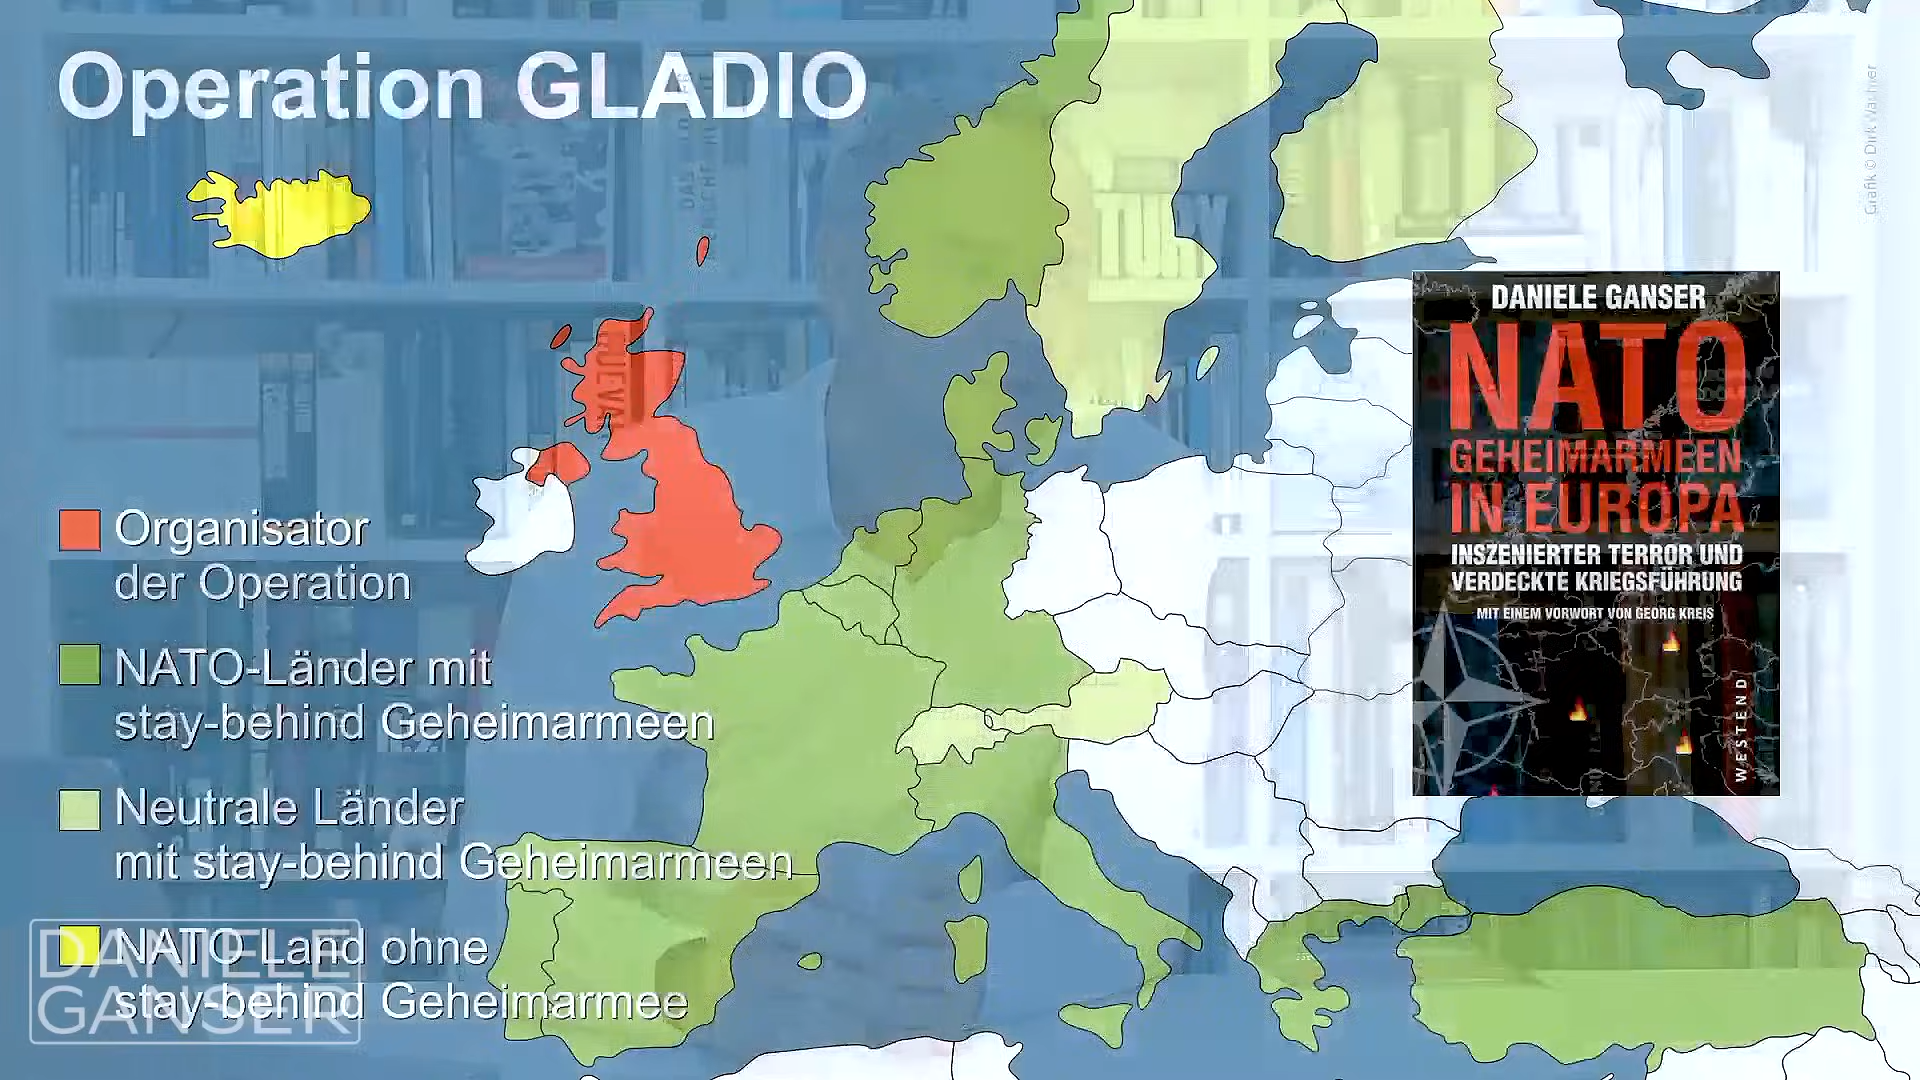 Operation GLADIO
Organisator
der Operation
NATO-Länder mit
stay-behind Geheimarmeen
Neutrale Länder
mit stay-behind Geheimarmeen
NATO-Land ohne
stay-behind Geheimarmee
DANIELE
GANSER
DANIELE GANSER
NATO
GEHEIMARMEEN
IN EUROPA
INSZENIERTER TERROR UND
VERDECKTE KRIEGSFÜHRUNG
MIT EINEM VORWORT VON GEORG KREIS
WESTEND
Grafik © Dirk Wächter